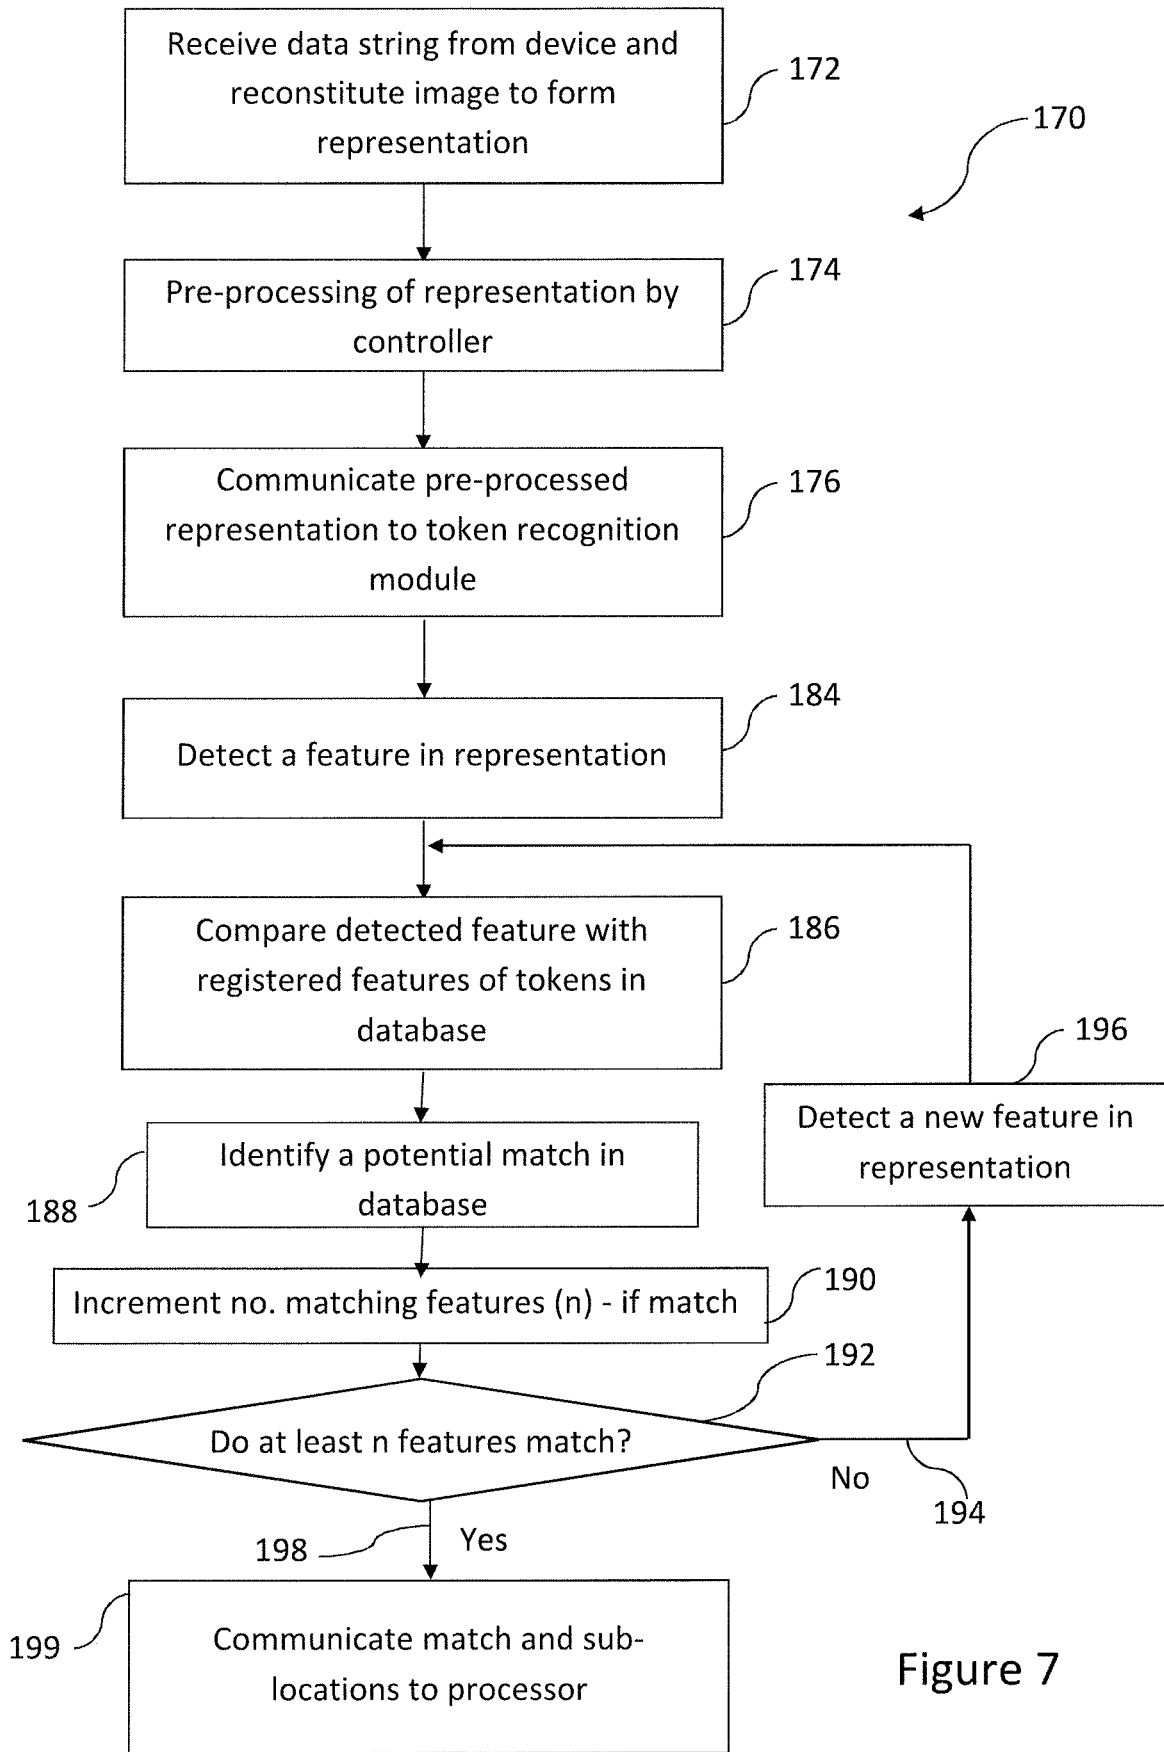 Receive data string from device and
reconstitute image to form
representation
172
170
Pre-processing of representation by
controller
174
Communicate pre-processed
representation to token recognition
module
176
Detect a feature in representation
184
Compare detected feature with
registered features of tokens in
database
186
196
Detect a new feature in
representation
Identify a potential match in
database
188
Increment no. matching features (n) - if match
190
192
Do at least n features match?
No
194
198
Yes
199
Communicate match and sub-
locations to processor
Figure 7